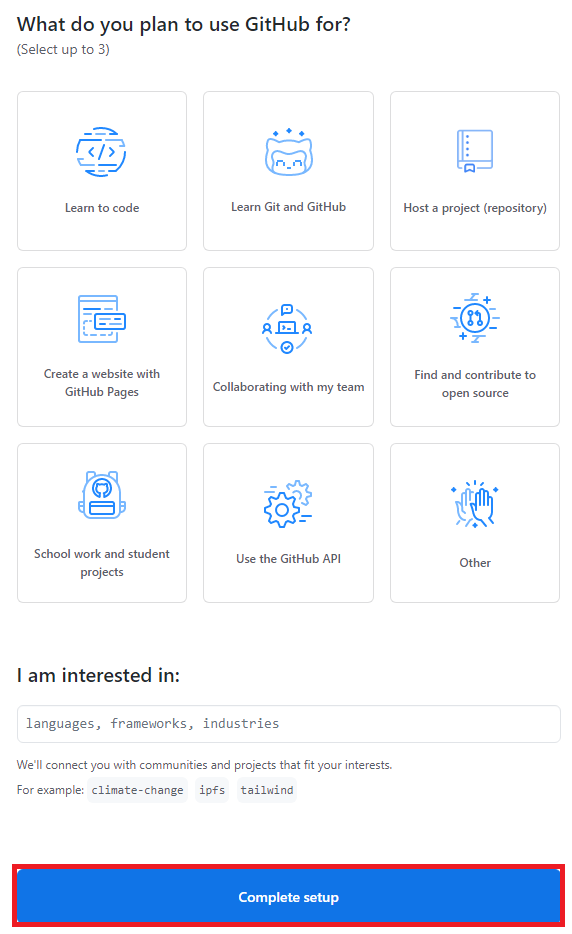 What do you plan to use GitHub for?
(Select up to 3)
Learn to code
Learn Git and GitHub
Host a project (repository)
Create a website with
GitHub Pages
Collaborating with my team
Find and contribute to
open source
School work and student
projects
Use the GitHub API
Other
I am interested in:
languages, frameworks, industries
We'll connect you with communities and projects that fit your interests.
For example: climate-change ipfs tailwind
Complete setup